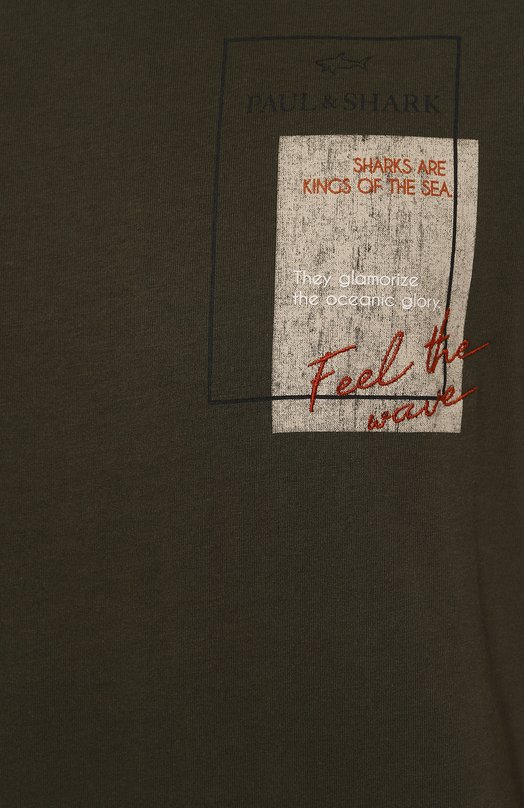 PAUL & SHARK
SHARKS ARE
KINGS OF THE SEA.
They glamorize
the oceanic glory.
Feel the
wave